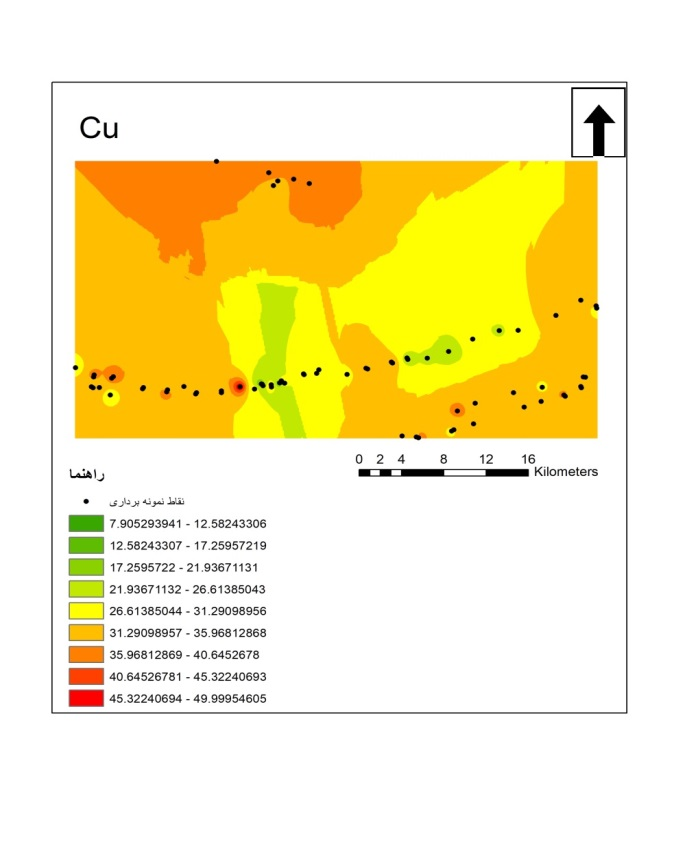 Cu
0 2 4 8 12 16
Kilometers
راهنما
نقاط نمونه برداری
7.905293941 - 12.58243306
12.58243307 - 17.25957219
17.2595722 - 21.93671131
21.93671132 - 26.61385043
26.61385044 - 31.29098956
31.29098957 - 35.96812868
35.96812869 - 40.6452678
40.64526781 - 45.32240693
45.32240694 - 49.99954605